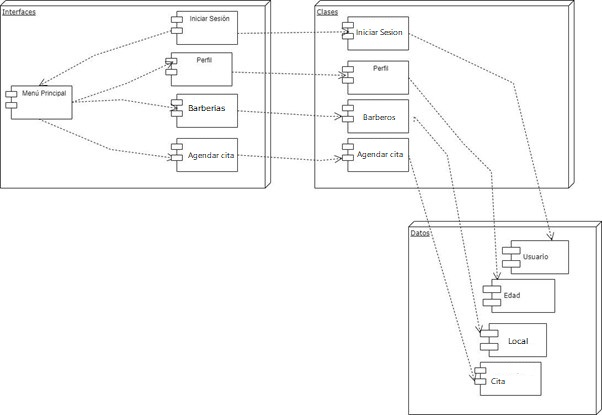 Interfaces
Iniciar Sesión
Perfil
Menú Principal
Barberias
Agendar cita
Clases
Iniciar Sesion
Perfil
Barberos
Agendar cita
Datos
Usuario
Edad
Local
Cita